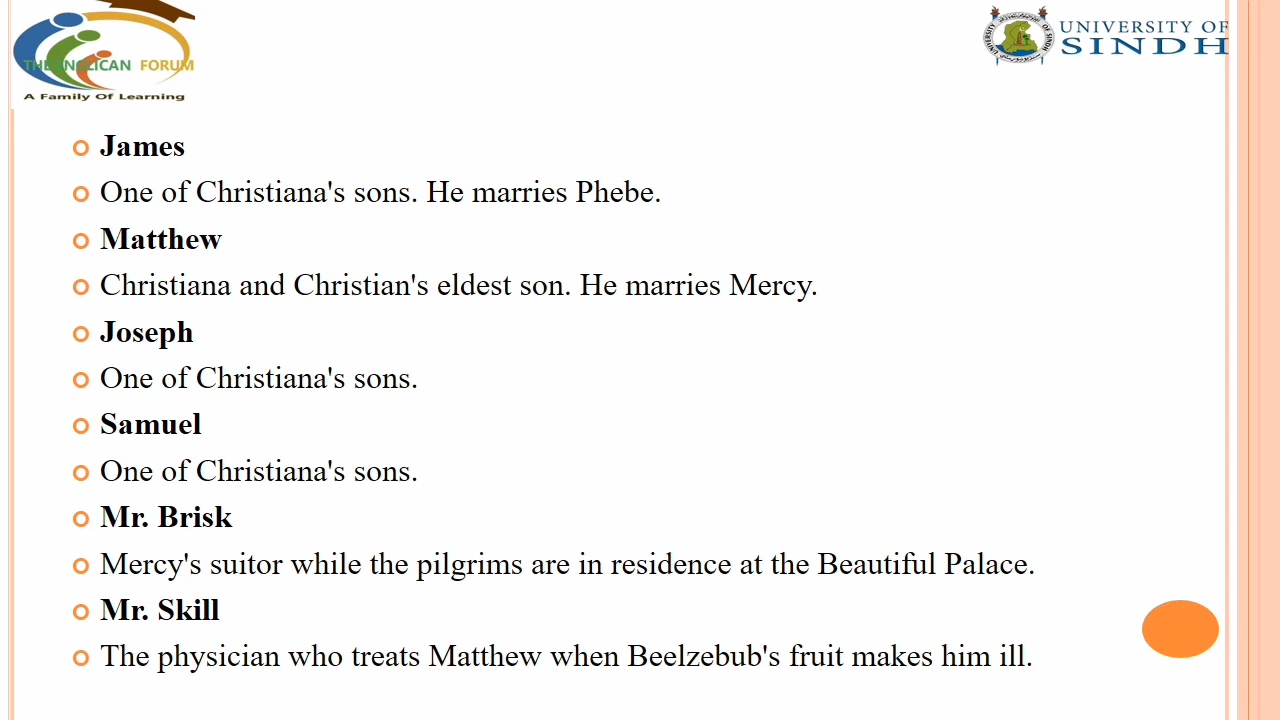 THE ANGLICAN FORUM
A Family Of Learning
UNIVERSITY OF
SINDH
James
One of Christiana's sons. He marries Phebe.
Matthew
Christiana and Christian's eldest son. He marries Mercy.
Joseph
One of Christiana's sons.
Samuel
One of Christiana's sons.
Mr. Brisk
Mercy's suitor while the pilgrims are in residence at the Beautiful Palace.
Mr. Skill
The physician who treats Matthew when Beelzebub's fruit makes him ill.